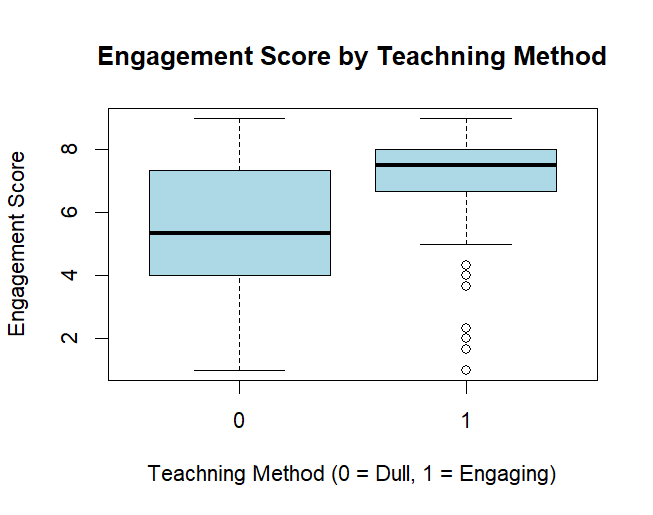 Engagement Score by Teachning Method
Engagement Score
8
6
4
2
0 1
Teachning Method (0 = Dull, 1 = Engaging)